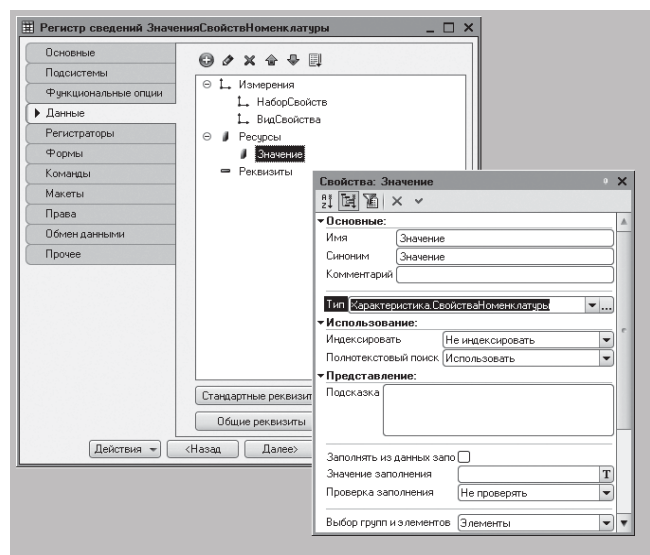 Регистр сведений ЗначенияСвойствНоменклатуры
Основные
Подсистемы
Функциональные опции
Данные
Регистраторы
Формы
Команды
Макеты
Права
Обмен данными
Прочее
Измерения
НаборСвойств
ВидСвойства
Ресурсы
Значение
Реквизиты
Стандартные реквизит
Общие реквизиты
Действия
<Назад
Далее>
Свойства: Значение
Основные:
Имя Значение
Синоним Значение
Комментарий
Тип Характеристика.СвойстваНоменклатуры ...
Использование:
Индексировать Не индексировать
Полнотекстовый поиск Использовать
Представление:
Подсказка
Заполнять из данных запо
Значение заполнения T
Проверка заполнения Не проверять
Выбор групп и элементов Элементы